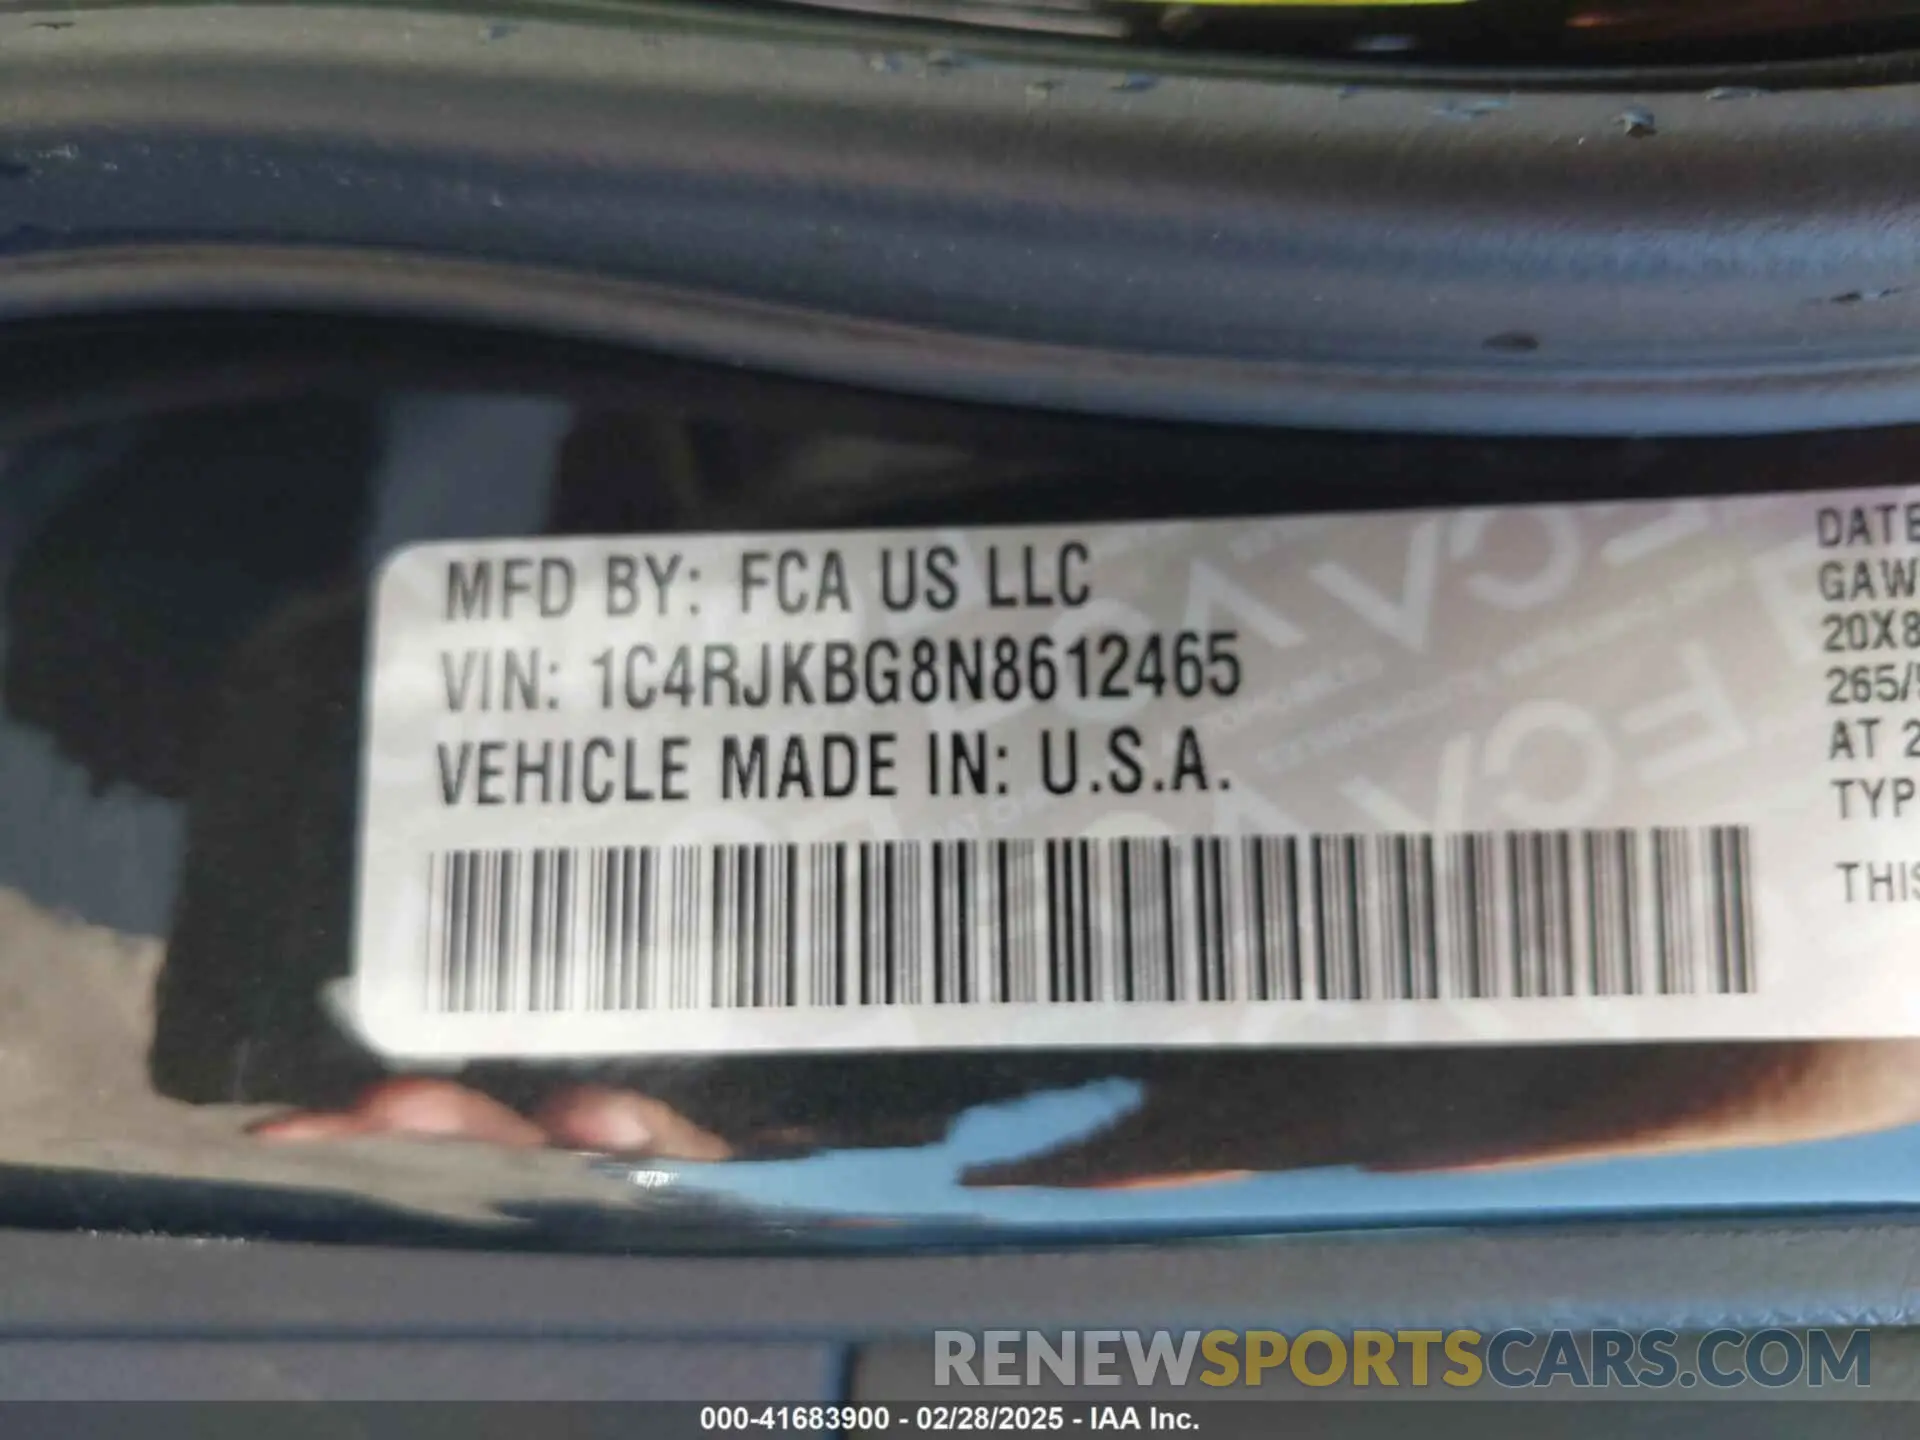 MFD BY: FCA US LLC
VIN: 1C4RJKBG8N8612465
VEHICLE MADE IN: U.S.A.
DATE
GAW
20X8
265/5
AT 2
TYP
THIS
RENEWSPORTSCARS.COM
000-41683900 - 02/28/2025 - IAA Inc.